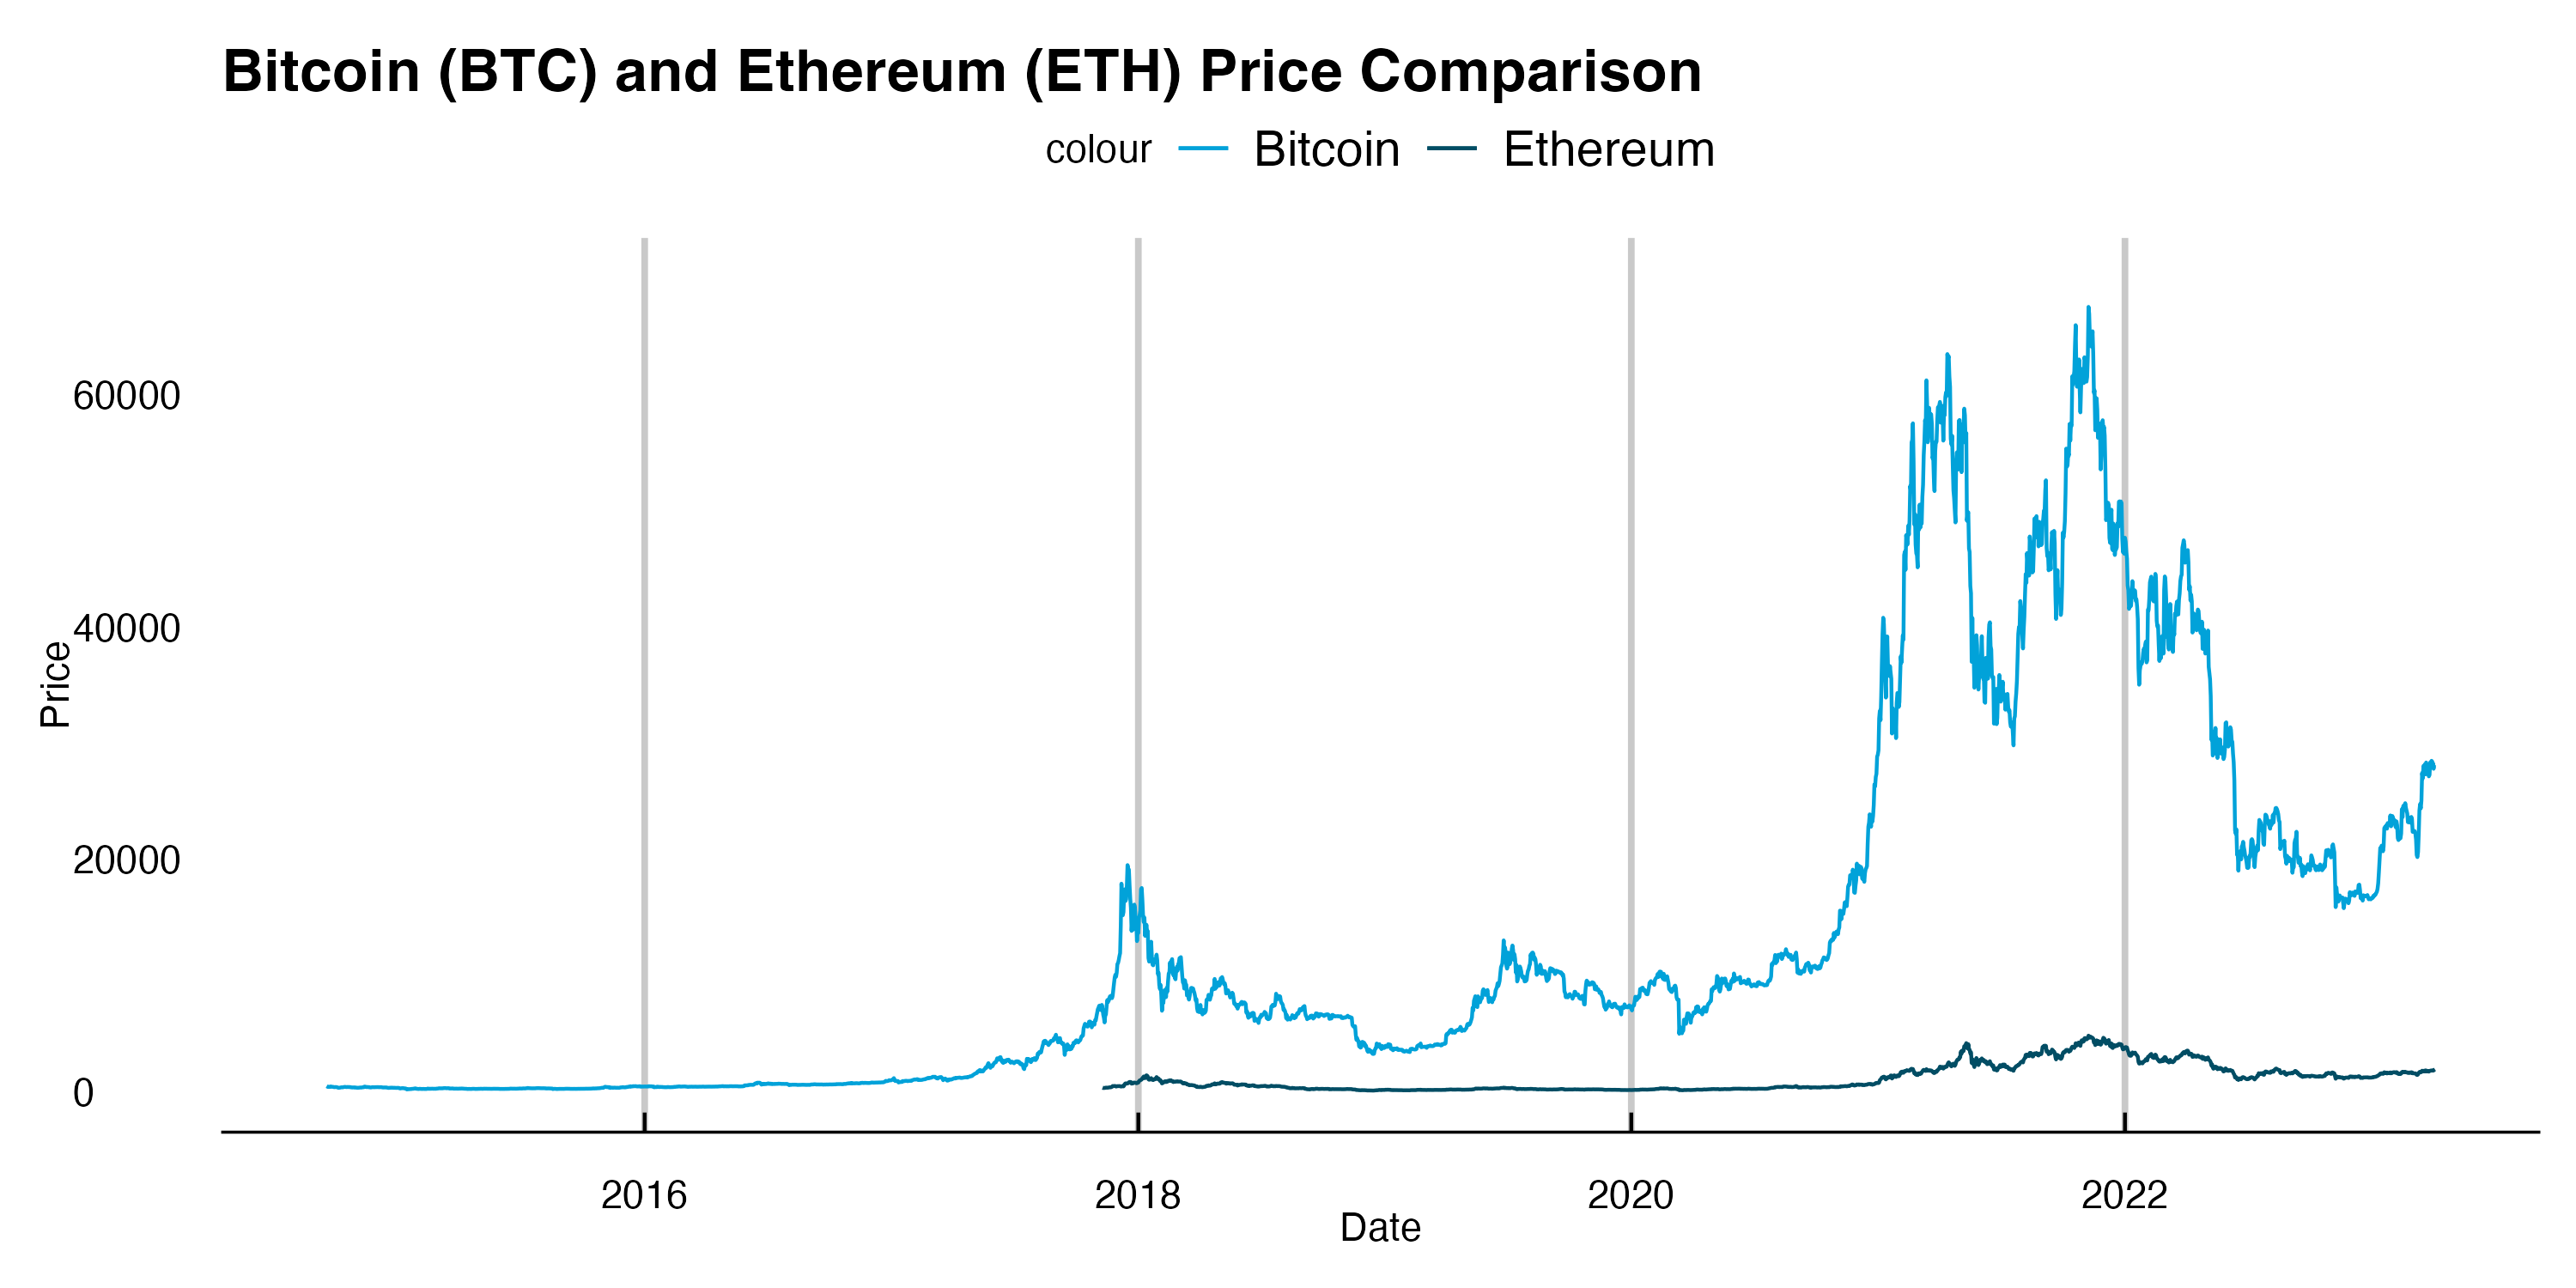 Bitcoin (BTC) and Ethereum (ETH) Price Comparison
colour Bitcoin Ethereum
60000
40000
20000
0
Price
2016 2018 2020 2022
Date